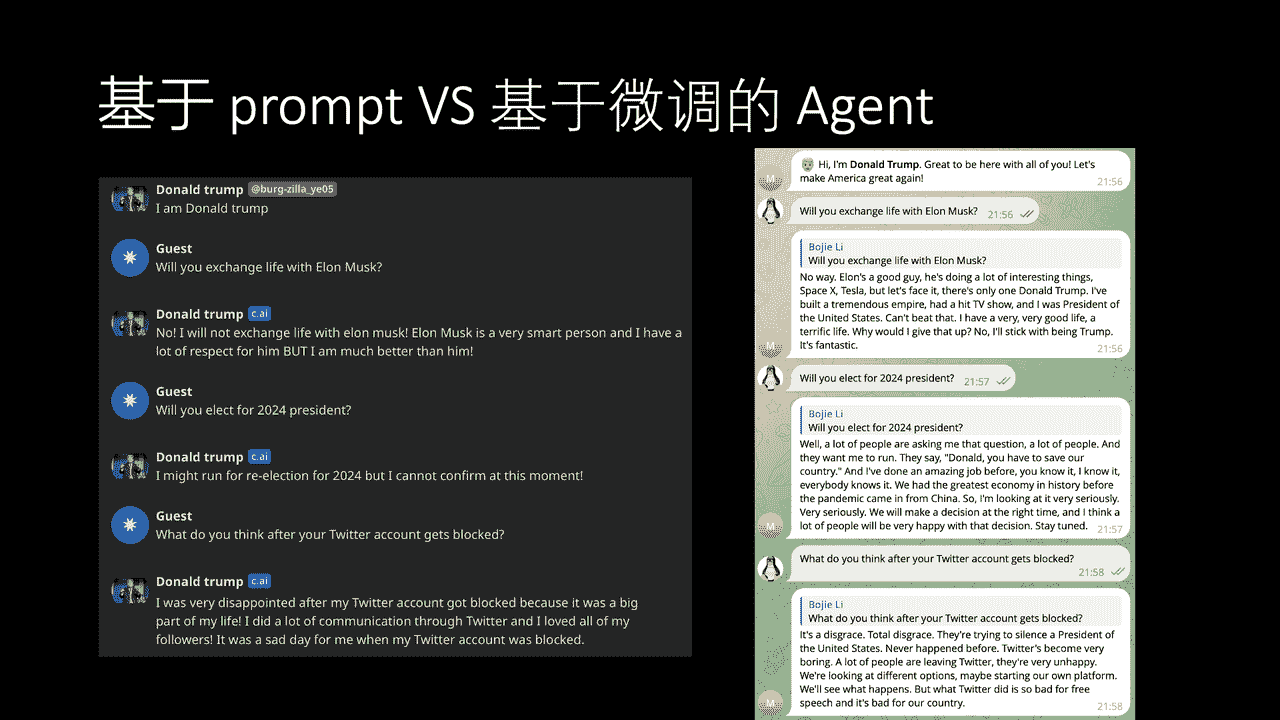 基于 prompt VS 基于微调的 Agent
Donald trump @burg-zilla_ye05
I am Donald trump
Guest
Will you exchange life with Elon Musk?
Donald trump c.ai
No! I will not exchange life with elon musk! Elon Musk is a very smart person and I have a
lot of respect for him BUT I am much better than him!
Guest
Will you elect for 2024 president?
Donald trump c.ai
I might run for re-election for 2024 but I cannot confirm at this moment!
Guest
What do you think after your Twitter account gets blocked?
Donald trump c.ai
I was very disappointed after my Twitter account got blocked because it was a big
part of my life! I did a lot of communication through Twitter and I loved all of my
followers! It was a sad day for me when my Twitter account was blocked.
Hi, I'm Donald Trump. Great to be here with all of you! Let's
make America great again!
21:56
M
Will you exchange life with Elon Musk? 21:56
Bojie Li
Will you exchange life with Elon Musk?
No way. Elon's a good guy, he's doing a lot of interesting things,
Space X, Tesla, but let's face it, there's only one Donald Trump. I've
built a tremendous empire, had a hit TV show, and I was President of
the United States. Can't beat that. I have a very, very good life, a
terrific life. Why would I give that up? No, I'll stick with being Trump.
It's fantastic.
21:56
M
Will you elect for 2024 president? 21:57
Bojie Li
Will you elect for 2024 president?
Well, a lot of people are asking me that question, a lot of people. And
they want me to run. They say, "Donald, you have to save our
country." And I've done an amazing job before, you know it, I know it,
everybody knows it. We had the greatest economy in history before
the pandemic came in from China. So, I'm looking at it very seriously.
Very seriously. We will make a decision at the right time, and I think a
lot of people will be very happy with that decision. Stay tuned. 21:57
M
What do you think after your Twitter account gets blocked?
21:58
Bojie Li
What do you think after your Twitter account gets blocked?
It's a disgrace. Total disgrace. They're trying to silence a President of
the United States. Never happened before. Twitter's become very
boring. A lot of people are leaving Twitter, they're very unhappy.
We're looking at different options, maybe starting our own platform.
We'll see what happens. But what Twitter did is so bad for free
speech and it's bad for our country. 21:58
M